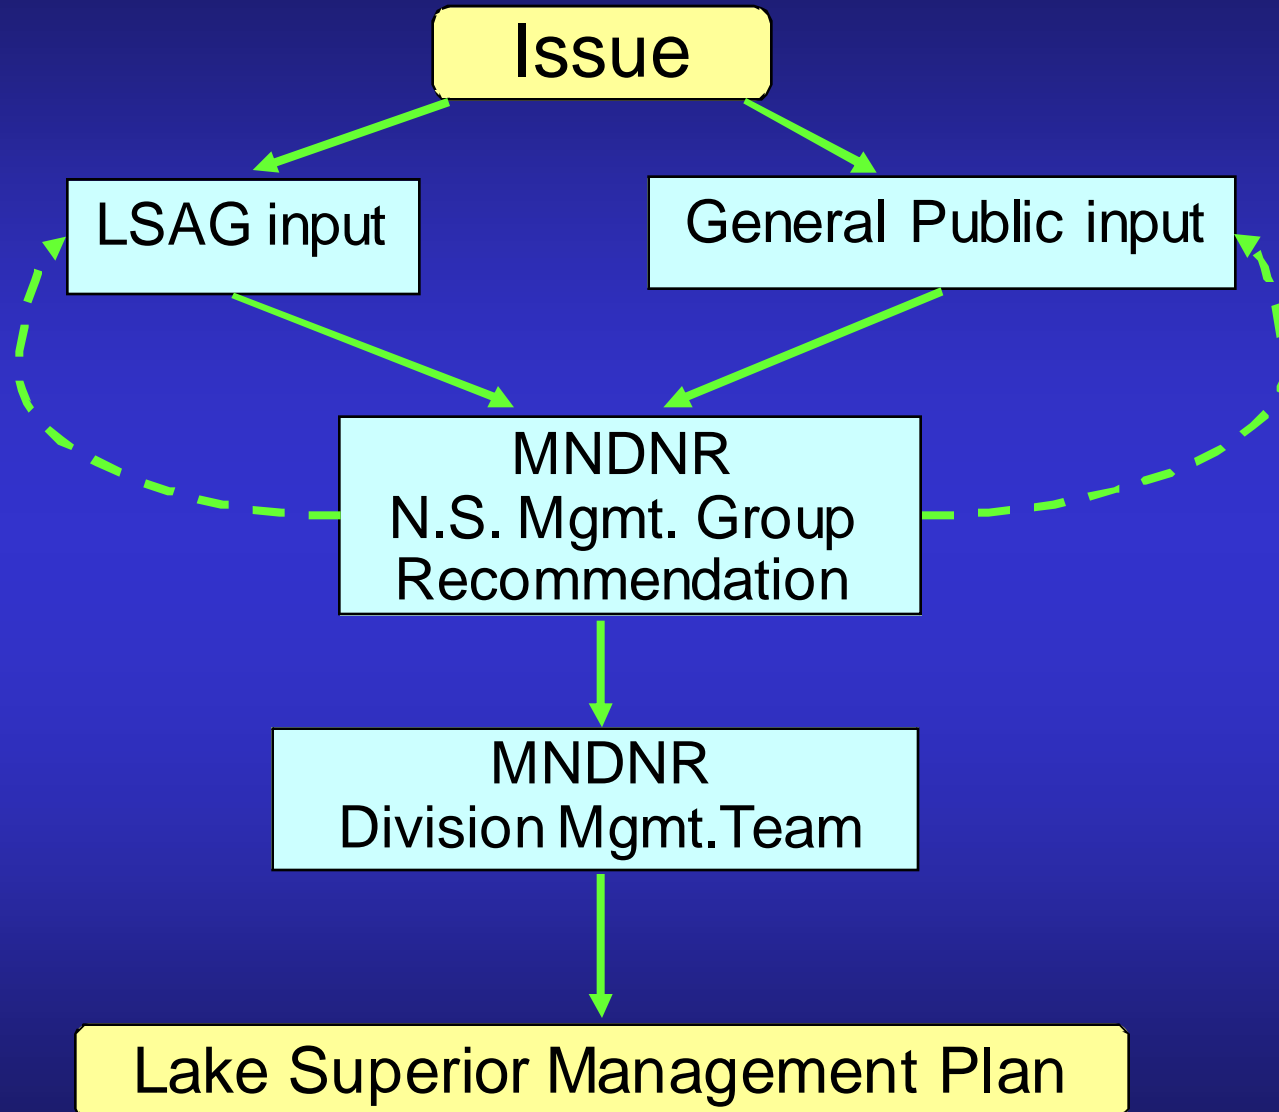 Issue
LSAG input
General Public input
MNDNR
N.S. Mgmt. Group
Recommendation
MNDNR
Division Mgmt.Team
Lake Superior Management Plan